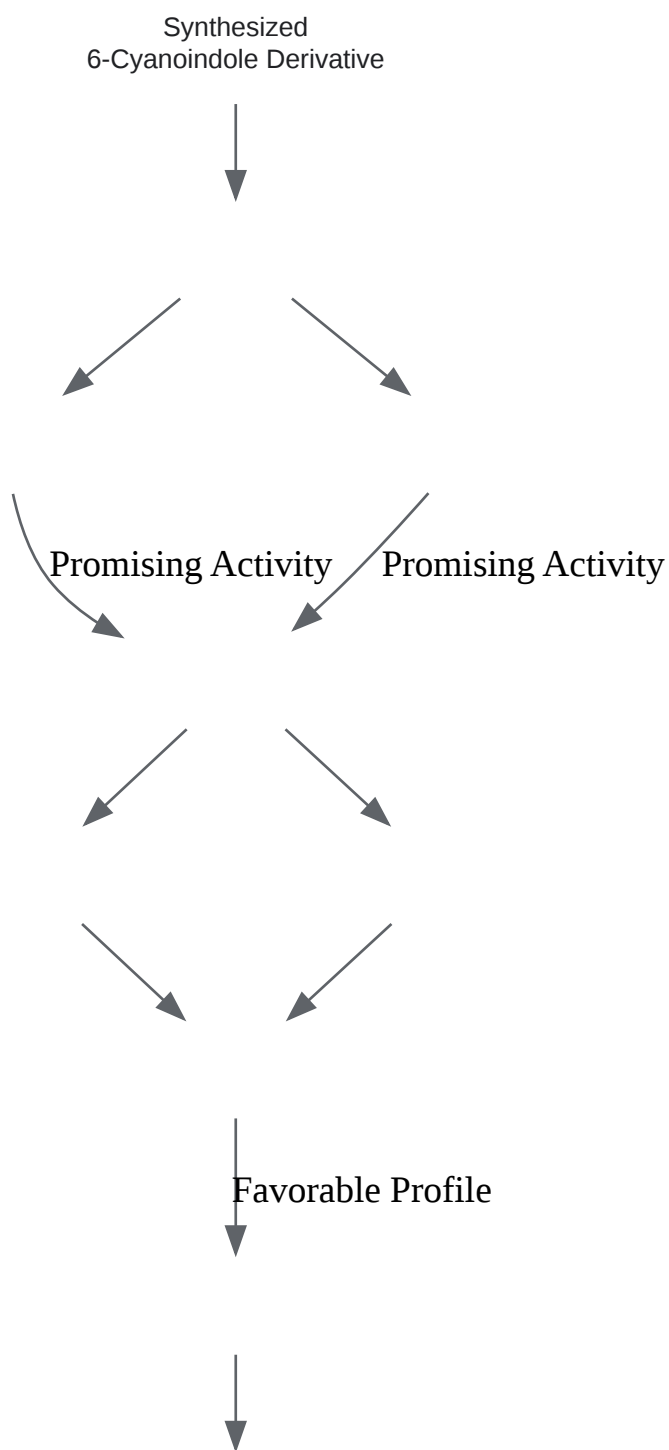 Synthesized
6-Cyanoindole Derivative
Promising Activity
Promising Activity
Favorable Profile